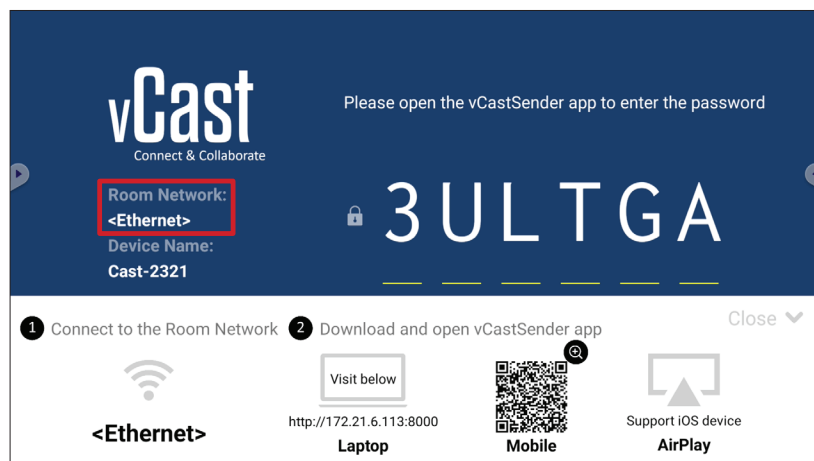 vCast
Connect & Collaborate
Please open the vCastSender app to enter the password
Room Network:
<Ethernet>
Device Name:
Cast-2321
3ULTGA
Close
1 Connect to the Room Network
2 Download and open vCastSender app
<Ethernet>
Visit below
http://172.21.6.113:8000
Laptop
Mobile
Support iOS device
AirPlay